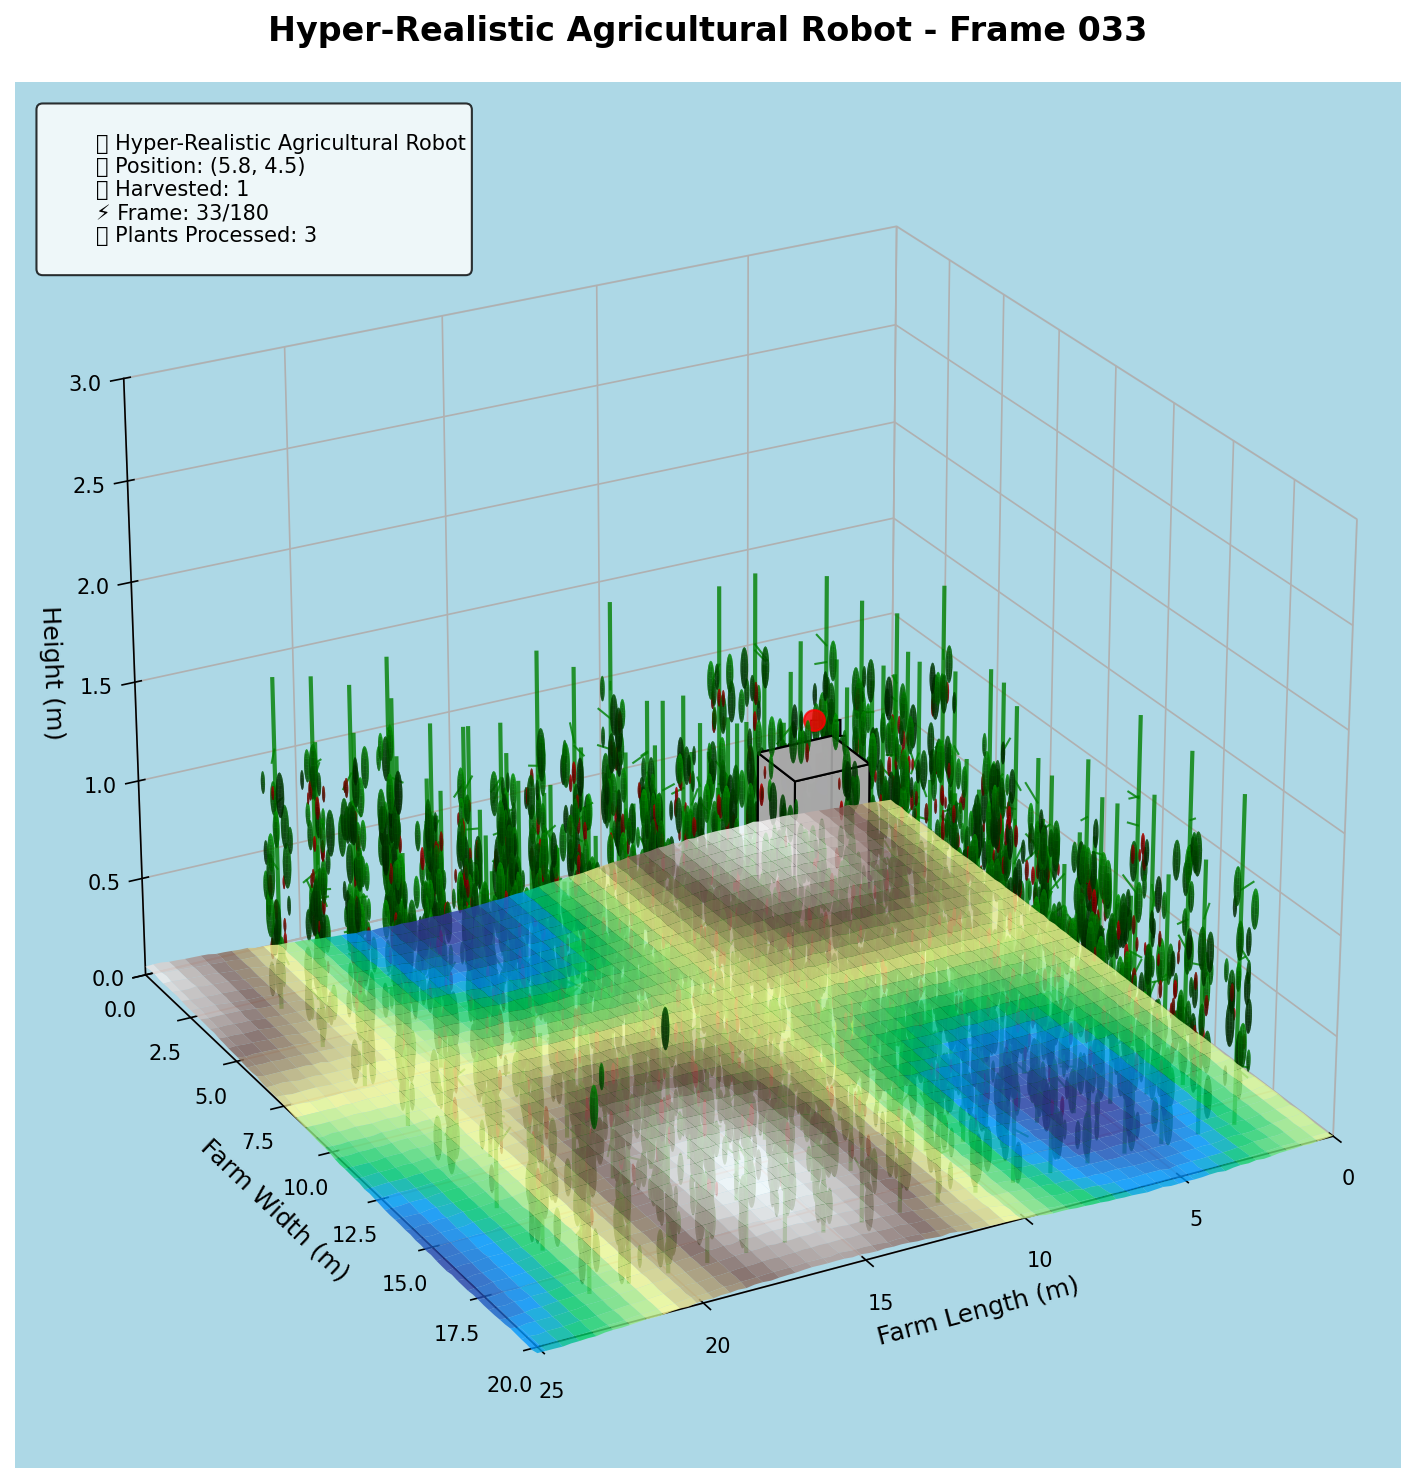 Hyper-Realistic Agricultural Robot - Frame 033
Hyper-Realistic Agricultural Robot
Position: (5.8, 4.5)
Harvested: 1
⚡ Frame: 33/180
Plants Processed: 3
3.0
2.5
2.0
1.5
1.0
0.5
0.0
Height (m)
0.0
2.5
5.0
7.5
10.0
12.5
15.0
17.5
20.0
Farm Width (m)
0
5
10
15
20
25
Farm Length (m)